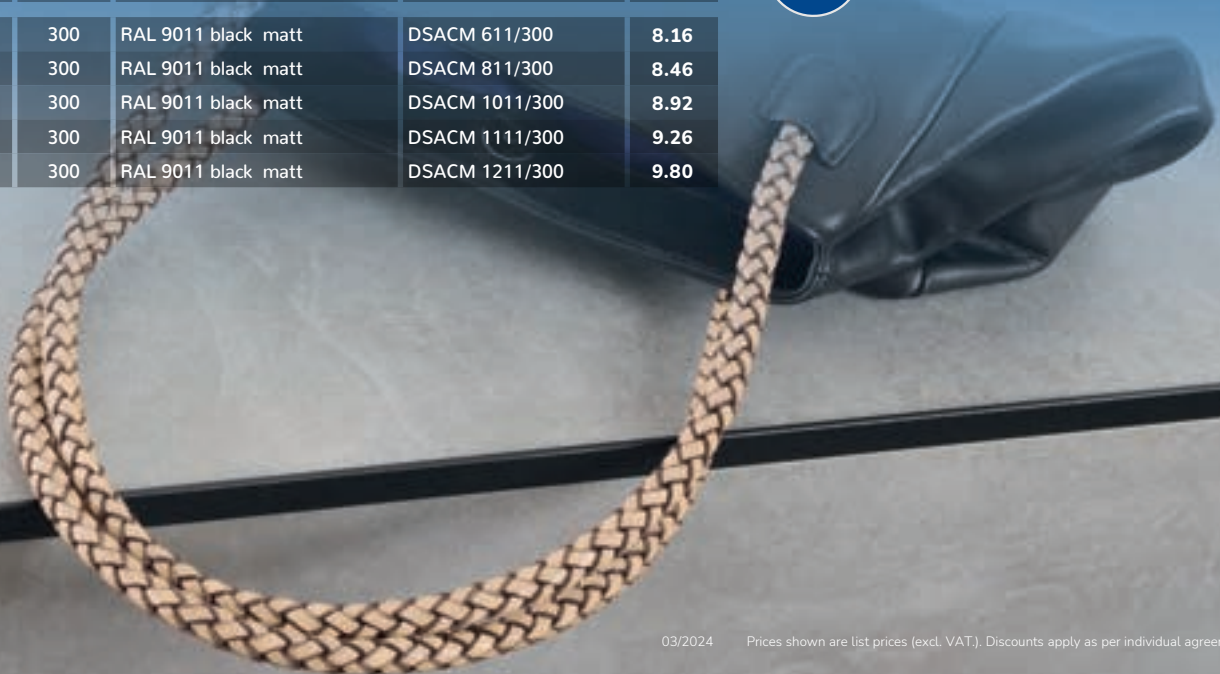 300 RAL 9011 black matt DSACM 611/300 8.16
300 RAL 9011 black matt DSACM 811/300 8.46
300 RAL 9011 black matt DSACM 1011/300 8.92
300 RAL 9011 black matt DSACM 1111/300 9.26
300 RAL 9011 black matt DSACM 1211/300 9.80
03/2024 Prices shown are list prices (excl. VAT.). Discounts apply as per individual